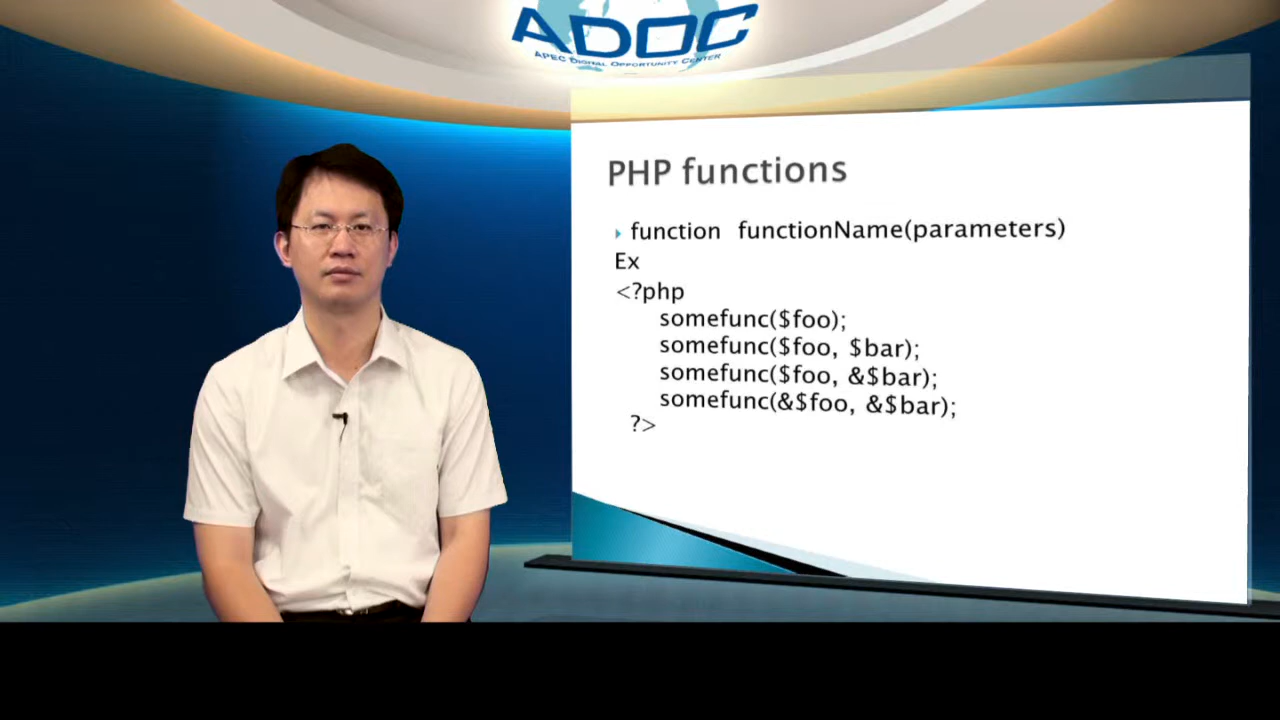 ADOC
APEC DIGITAL OPPORTUNITY CENTER
PHP functions
function functionName(parameters)
Ex
<?php
somefunc($foo);
somefunc($foo, $bar);
somefunc($foo, &$bar);
somefunc(&$foo, &$bar);
?>